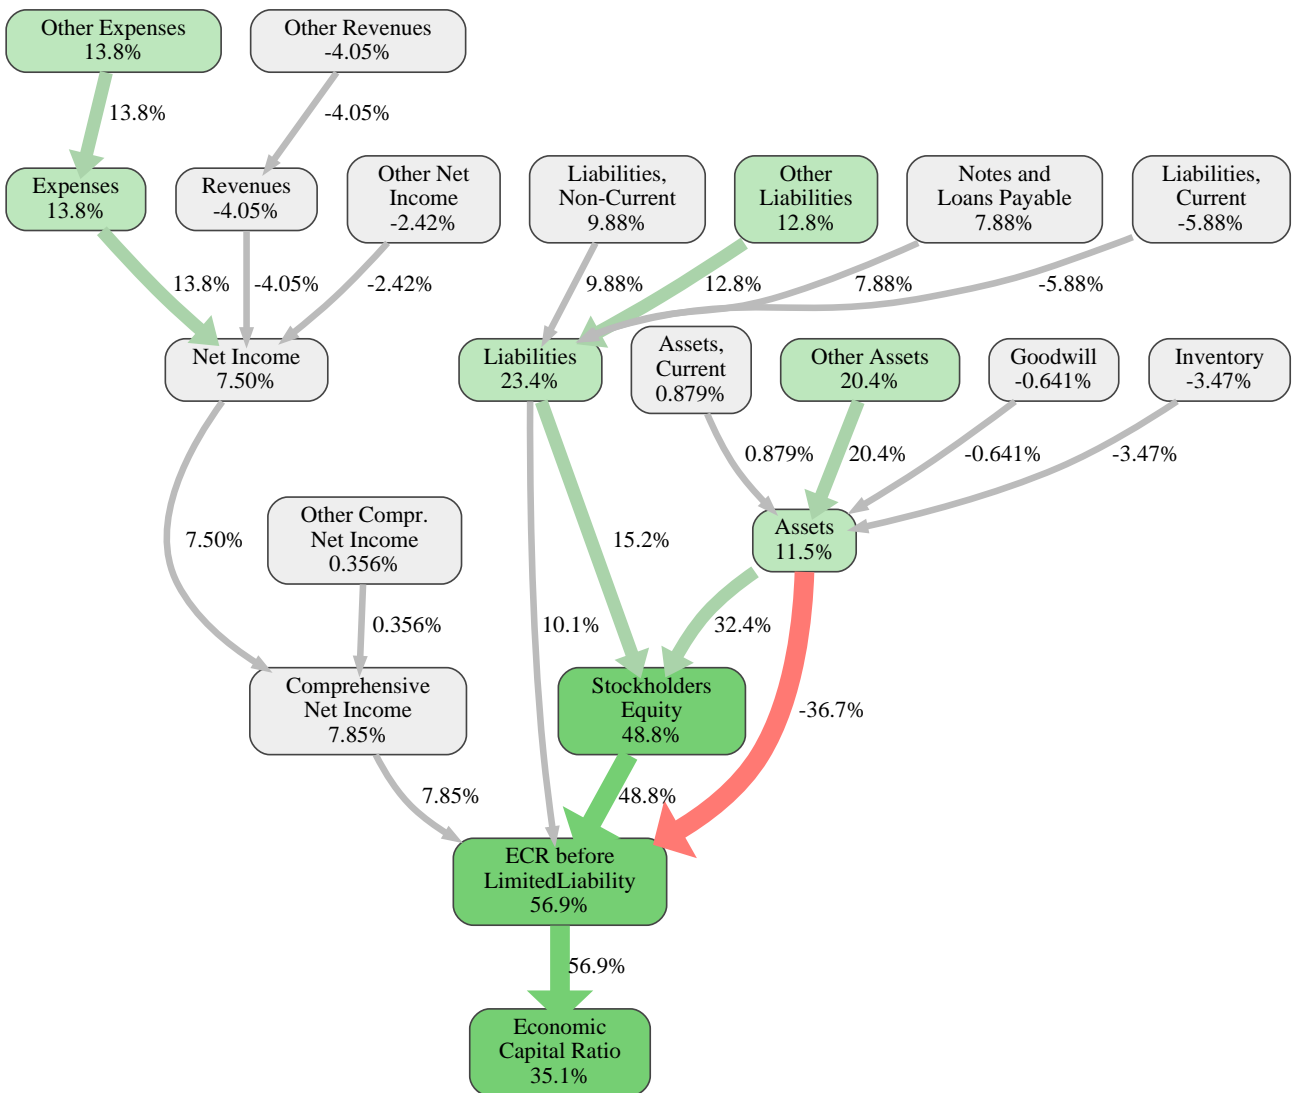 Other Expenses
13.8%
Other Revenues
-4.05%
13.8%
-4.05%
Expenses
13.8%
Revenues
-4.05%
Other Net
Income
-2.42%
Liabilities,
Non-Current
9.88%
Other
Liabilities
12.8%
Notes and
Loans Payable
7.88%
Liabilities,
Current
-5.88%
13.8%
-4.05%
-2.42%
9.88%
12.8%
7.88%
-5.88%
Net Income
7.50%
Liabilities
23.4%
Assets,
Current
0.879%
Other Assets
20.4%
Goodwill
-0.641%
Inventory
-3.47%
0.879%
20.4%
-0.641%
-3.47%
7.50%
Other Compr.
Net Income
0.356%
15.2%
Assets
11.5%
0.356%
10.1%
32.4%
Comprehensive
Net Income
7.85%
Stockholders
Equity
48.8%
-36.7%
7.85%
48.8%
ECR before
LimitedLiability
56.9%
56.9%
Economic
Capital Ratio
35.1%